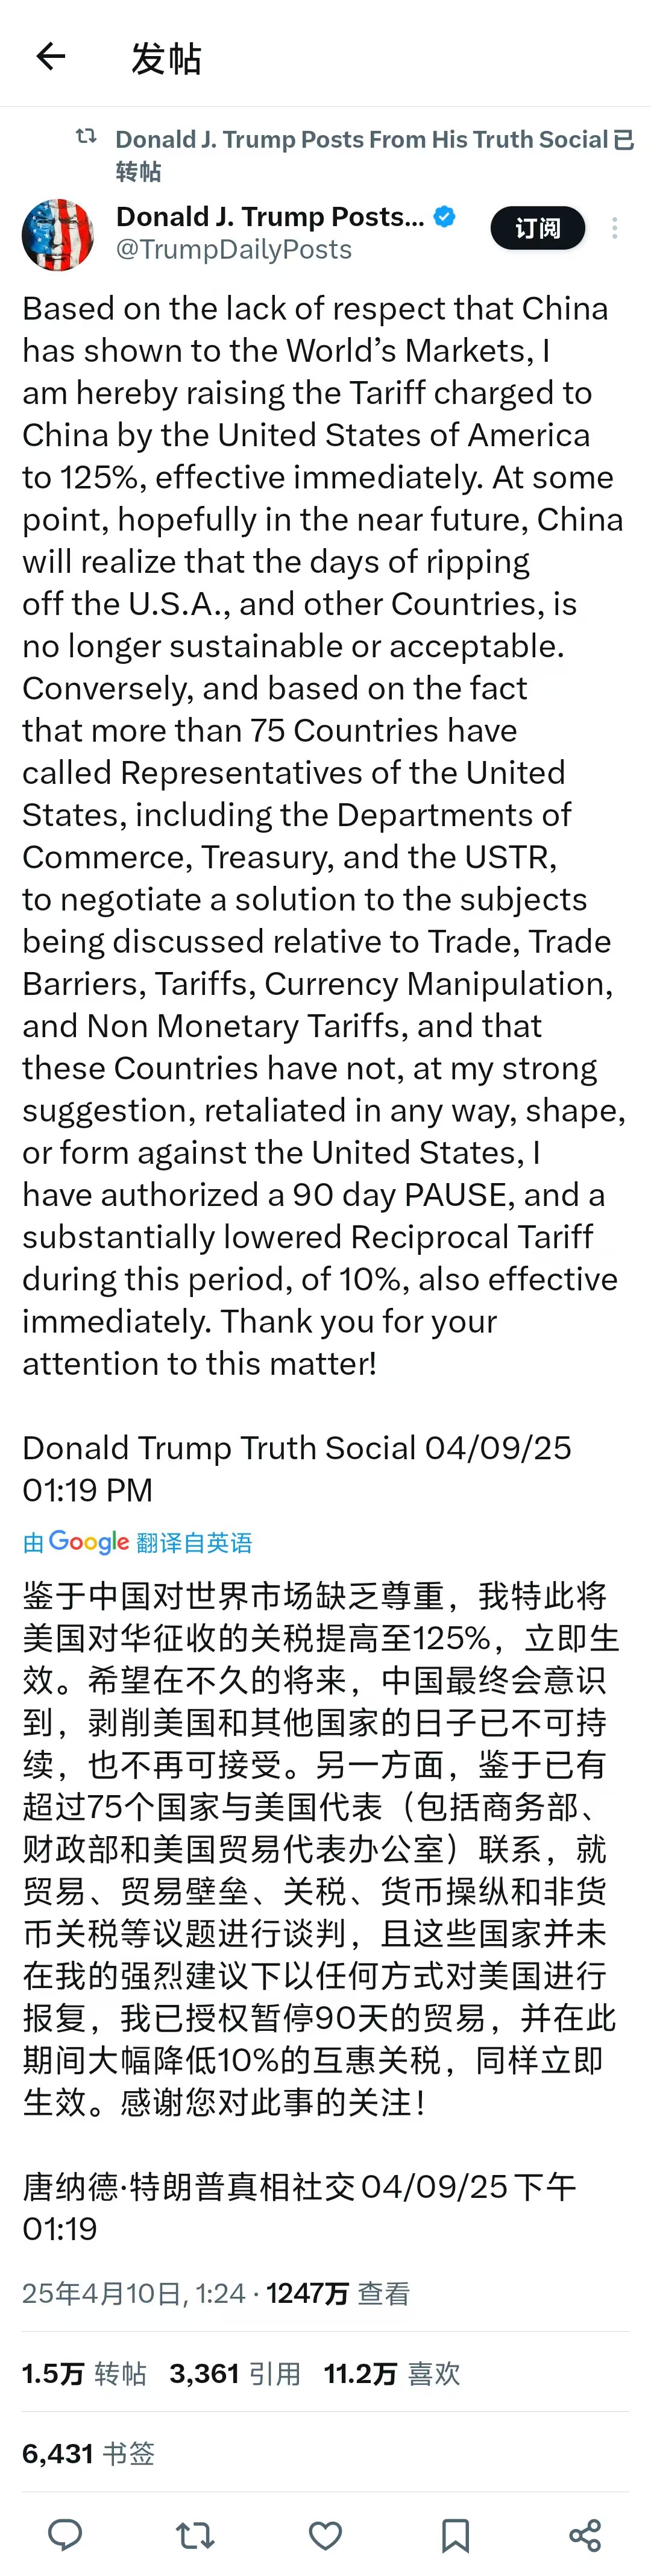 发帖
Donald J. Trump Posts From His Truth Social 已
转帖
Donald J. Trump Posts...
@TrumpDailyPosts
订阅
Based on the lack of respect that China
has shown to the World’s Markets, I
am hereby raising the Tariff charged to
China by the United States of America
to 125%, effective immediately. At some
point, hopefully in the near future, China
will realize that the days of ripping
off the U.S.A., and other Countries, is
no longer sustainable or acceptable.
Conversely, and based on the fact
that more than 75 Countries have
called Representatives of the United
States, including the Departments of
Commerce, Treasury, and the USTR,
to negotiate a solution to the subjects
being discussed relative to Trade, Trade
Barriers, Tariffs, Currency Manipulation,
and Non Monetary Tariffs, and that
these Countries have not, at my strong
suggestion, retaliated in any way, shape,
or form against the United States, I
have authorized a 90 day PAUSE, and a
substantially lowered Reciprocal Tariff
during this period, of 10%, also effective
immediately. Thank you for your
attention to this matter!
Donald Trump Truth Social 04/09/25
01:19 PM
由 Google 翻译自英语
鉴于中国对世界市场缺乏尊重，我特此将
美国对华征收的关税提高至125%，立即生
效。希望在不久的将来，中国最终会意识
到，剥削美国和其他国家的日子已不可持
续，也不再可接受。另一方面，鉴于已有
超过75个国家与美国代表（包括商务部、
财政部和美国贸易代表办公室）联系，就
贸易、贸易壁垒、关税、货币操纵和非货
币关税等议题进行谈判，且这些国家并未
在我的强烈建议下以任何方式对美国进行
报复，我已授权暂停90天的贸易，并在此
期间大幅降低10%的互惠关税，同样立即
生效。感谢您对此事的关注！
唐纳德·特朗普真相社交 04/09/25 下午
01:19
25年4月10日, 1:24 · 1247万 查看
1.5万 转帖 3,361 引用 11.2万 喜欢
6,431 书签